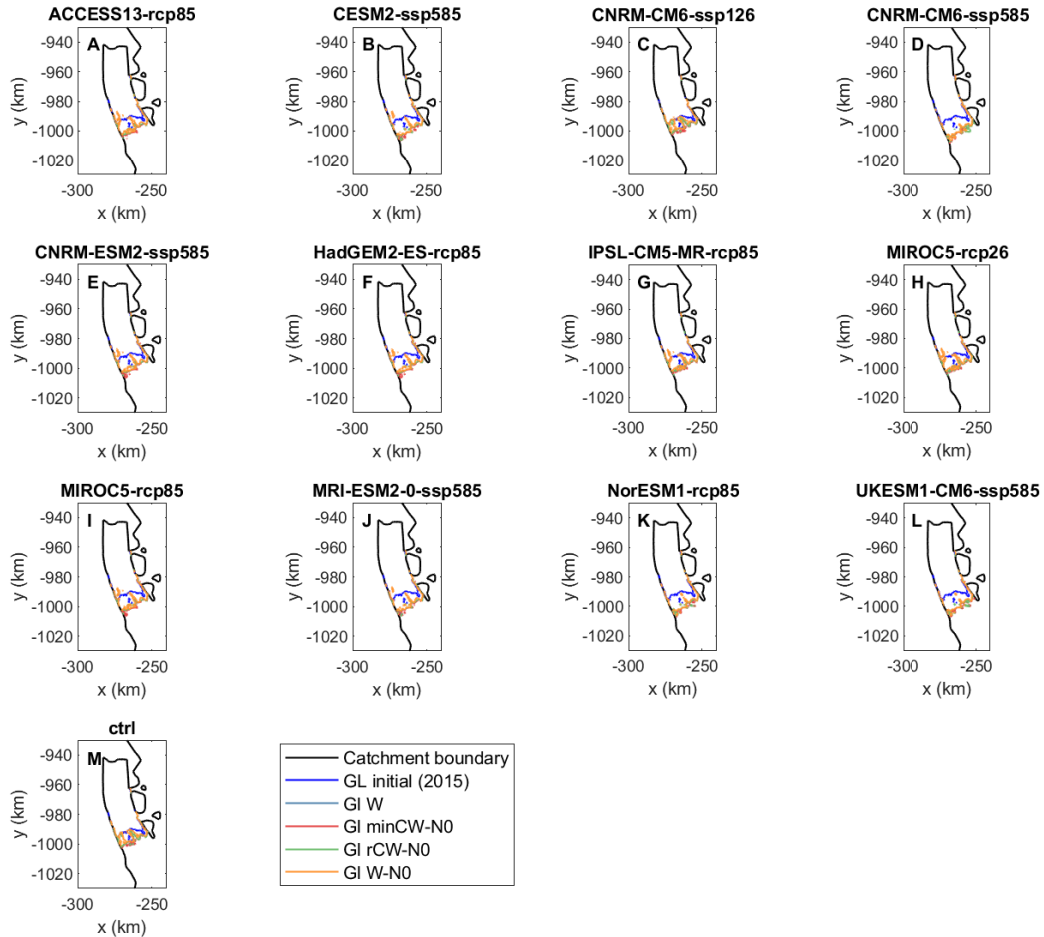 ACCESS13-rcp85
CESM2-ssp585
CNRM-CM6-ssp126
CNRM-CM6-ssp585
A
-940
-960
-980
-1000
-1020
y (km)
-300
-250
x (km)
B
-940
-960
-980
-1000
-1020
y (km)
-300
-250
x (km)
C
-940
-960
-980
-1000
-1020
y (km)
-300
-250
x (km)
D
-940
-960
-980
-1000
-1020
y (km)
-300
-250
x (km)
CNRM-ESM2-ssp585
HadGEM2-ES-rcp85
IPSL-CM5-MR-rcp85
MIROC5-rcp26
E
-940
-960
-980
-1000
-1020
y (km)
-300
-250
x (km)
F
-940
-960
-980
-1000
-1020
y (km)
-300
-250
x (km)
G
-940
-960
-980
-1000
-1020
y (km)
-300
-250
x (km)
H
-940
-960
-980
-1000
-1020
y (km)
-300
-250
x (km)
MIROC5-rcp85
MRI-ESM2-0-ssp585
NorESM1-rcp85
UKESM1-CM6-ssp585
I
-940
-960
-980
-1000
-1020
y (km)
-300
-250
x (km)
J
-940
-960
-980
-1000
-1020
y (km)
-300
-250
x (km)
K
-940
-960
-980
-1000
-1020
y (km)
-300
-250
x (km)
L
-940
-960
-980
-1000
-1020
y (km)
-300
-250
x (km)
ctrl
M
-940
-960
-980
-1000
-1020
y (km)
-300
-250
x (km)
Catchment boundary
GL initial (2015)
Gl W
Gl minCW-N0
Gl rCW-N0
Gl W-N0